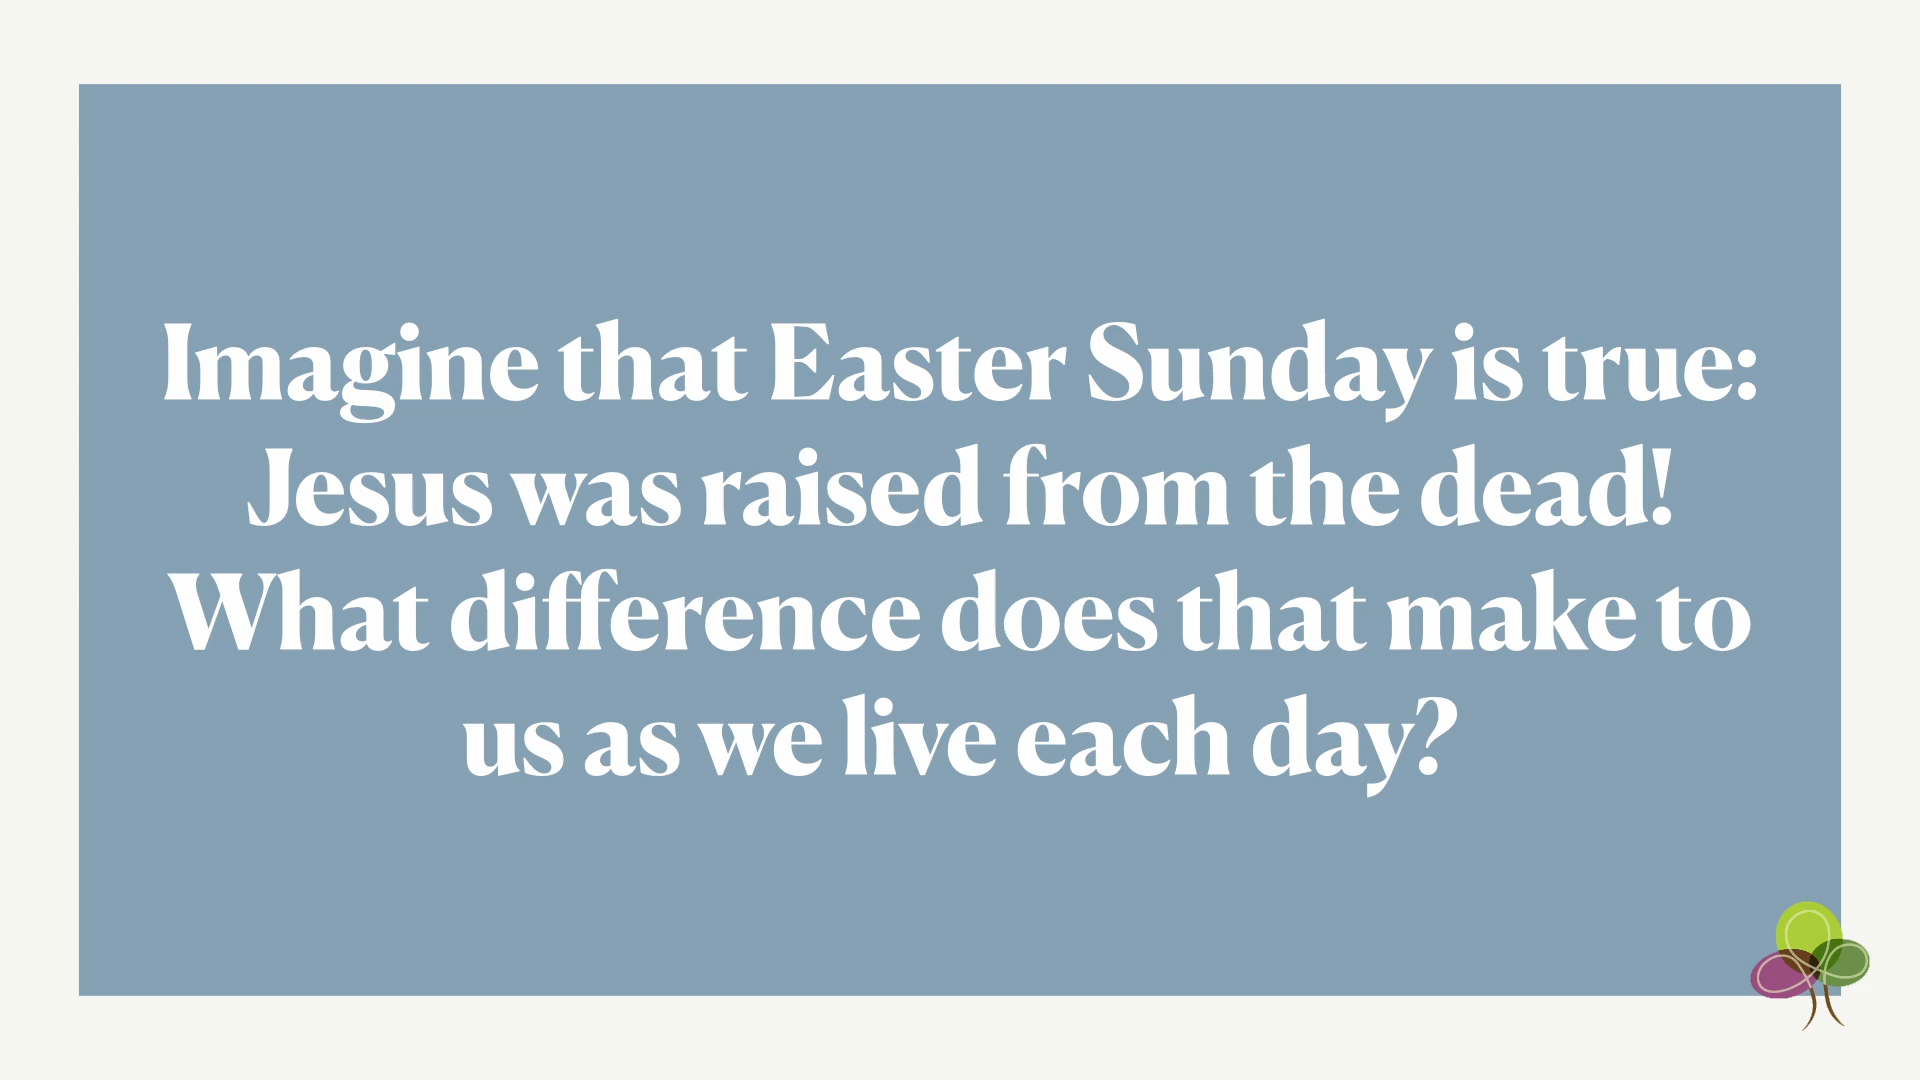 Imagine that Easter Sunday is true:
Jesus was raised from the dead!
What difference does that make to
us as we live each day?